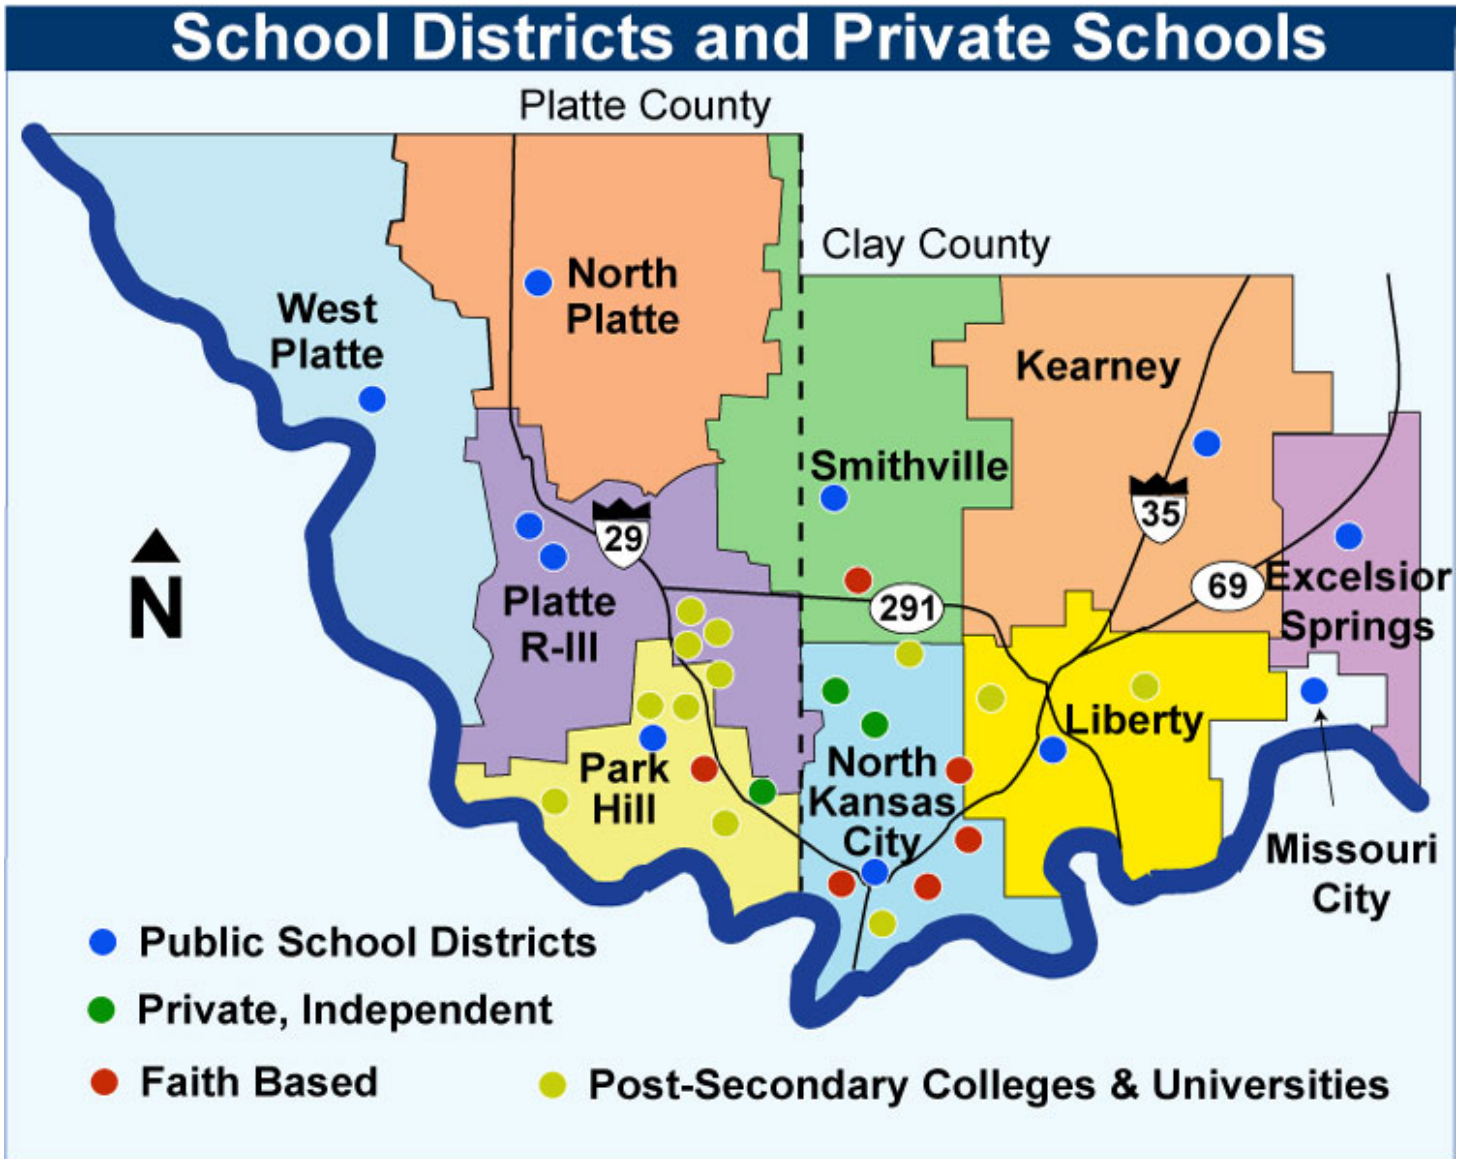 School Districts and Private Schools
Platte County
Clay County
West
Platte
North
Platte
Kearney
Smithville
35
29
Platte
R-III
291
69
Excelsior
Springs
N
Liberty
Park
Hill
North
Kansas
City
Missouri
City
Public School Districts
Private, Independent
Faith Based
Post-Secondary Colleges & Universities